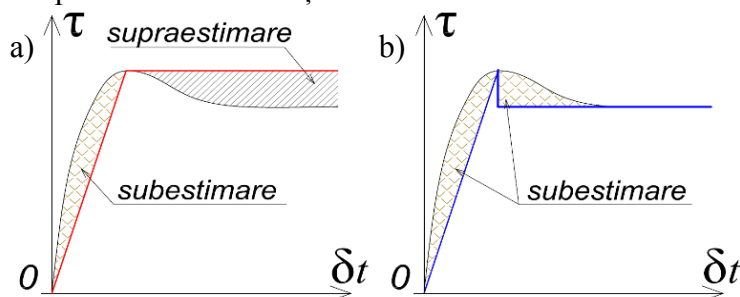 a)
τ
supraestimare
subestimare
0
δt
b)
τ
subestimare
0
δt